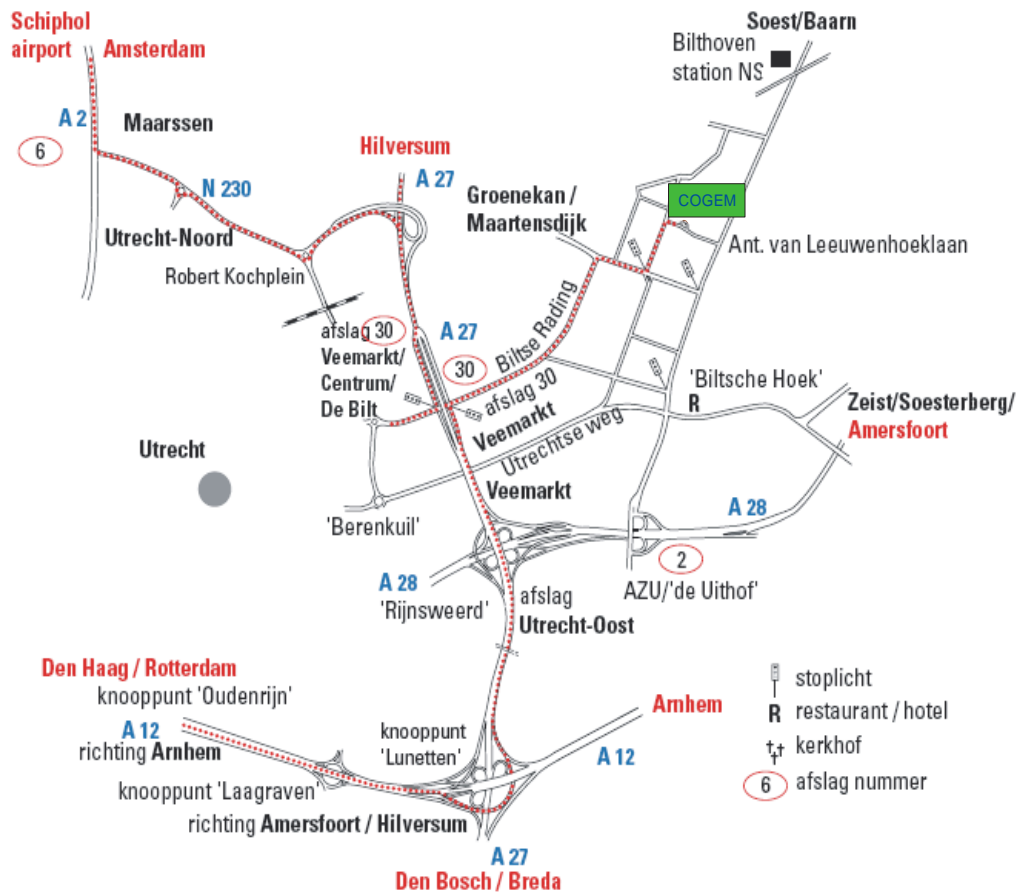 Schiphol
airport
Amsterdam
Soest/Baarn
Bilthoven
station NS
A 2
Maarssen
6
Hilversum
A 27
N 230
Groenekan /
Maartensdijk
COGEM
Utrecht-Noord
Ant. van Leeuwenhoeklaan
Robert Kochplein
afslag 30
Veemarkt/
Centrum/
De Bilt
A 27
30
Biltse Rading
afslag 30
Veemarkt
'Biltsche Hoek'
R
Zeist/Soesterberg/
Amersfoort
Utrechtse weg
Utrecht
Veemarkt
'Berenkuil'
A 28
2
AZU/'de Uithof'
A 28
'Rijnsweerd'
afslag
Utrecht-Oost
Den Haag / Rotterdam
knooppunt 'Oudenrijn'
A 12
richting Arnhem
knooppunt
'Lunetten'
Arnhem
A 12
knooppunt 'Laagraven'
richting Amersfoort / Hilversum
A 27
Den Bosch / Breda
stoplicht
R restaurant / hotel
kerkhof
6 afslag nummer